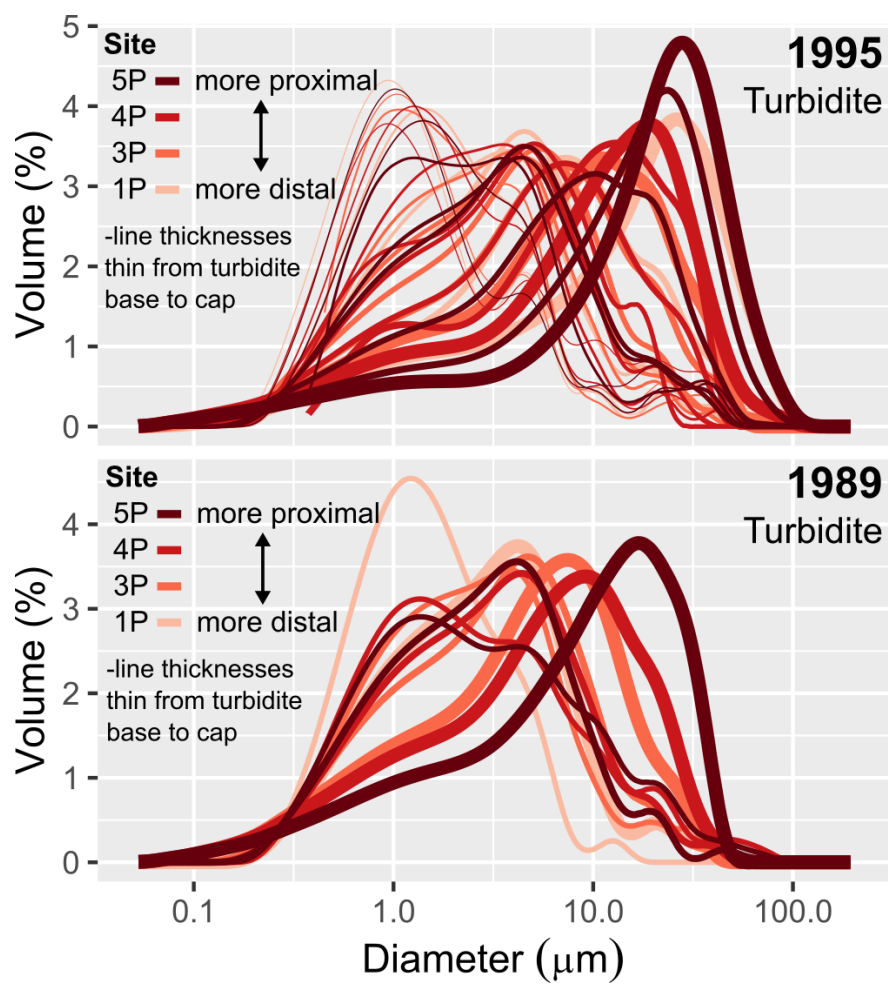 1995
Turbidite
Site
5P more proximal
4P
3P
1P more distal
-line thicknesses
thin from turbidite
base to cap
Volume (%)
5
4
3
2
1
0
1989
Turbidite
Site
5P more proximal
4P
3P
1P more distal
-line thicknesses
thin from turbidite
base to cap
Volume (%)
4
3
2
1
0
0.1 1.0 10.0 100.0
Diameter (μm)